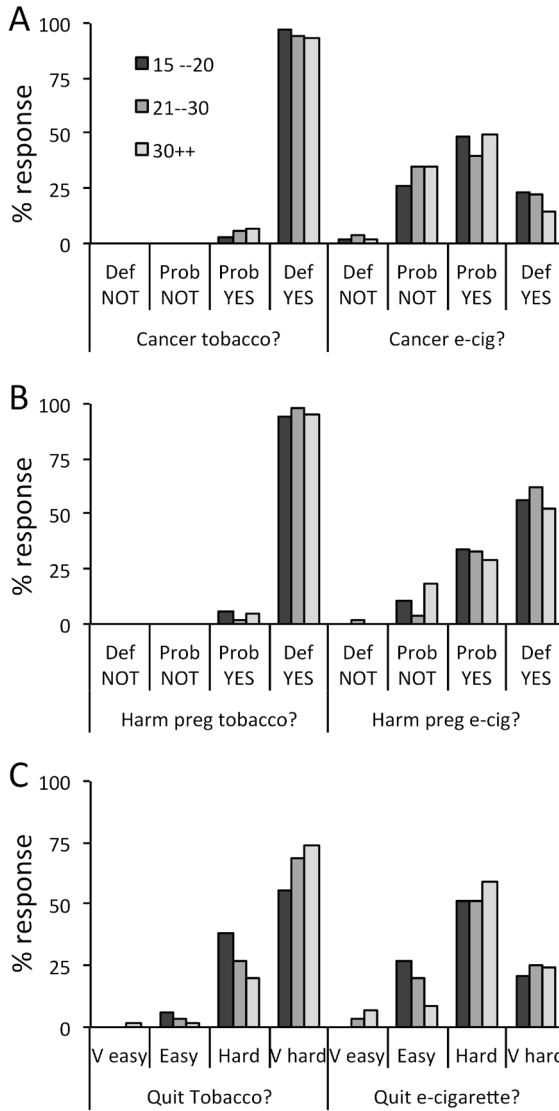 A
100
75
50
25
0
% response
15 --20
21--30
30++
Def NOT
Prob NOT
Prob YES
Def YES
Def NOT
Prob NOT
Prob YES
Def YES
Cancer tobacco?
Cancer e-cig?
B
100
75
50
25
0
% response
Def NOT
Prob NOT
Prob YES
Def YES
Def NOT
Prob NOT
Prob YES
Def YES
Harm preg tobacco?
Harm preg e-cig?
C
100
75
50
25
0
% response
V easy
Easy
Hard
V hard
V easy
Easy
Hard
V hard
Quit Tobacco?
Quit e-cigarette?